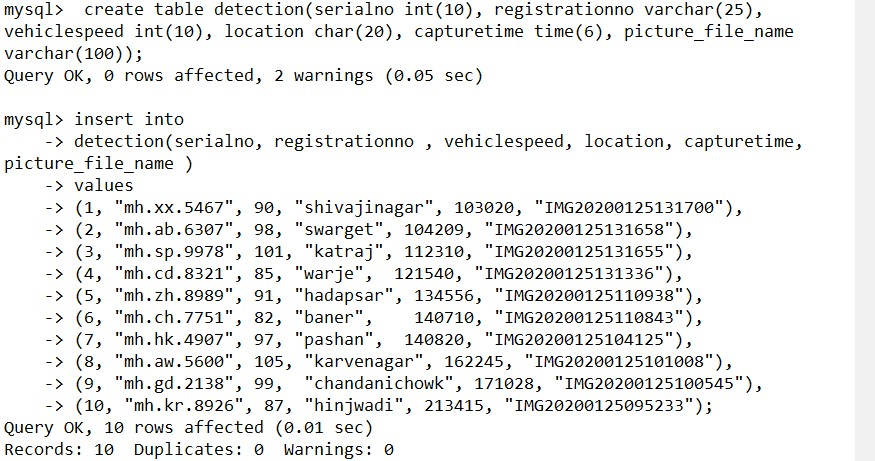 mysql>  create table detection(serialno int(10), registrationno varchar(25),
vehiclespeed int(10), location char(20), capturetime time(6), picture_file_name
varchar(100));
Query OK, 0 rows affected, 2 warnings (0.05 sec)

mysql> insert into
    -> detection(serialno, registrationno , vehiclespeed, location, capturetime,
picture_file_name )
    -> values
    -> (1, "mh.xx.5467", 90, "shivajinagar", 103020, "IMG20200125131700"),
    -> (2, "mh.ab.6307", 98, "swarget", 104209, "IMG20200125131658"),
    -> (3, "mh.sp.9978", 101, "katraj", 112310, "IMG20200125131655"),
    -> (4, "mh.cd.8321", 85, "warje",  121540, "IMG20200125131336"),
    -> (5, "mh.zh.8989", 91, "hadapsar", 134556, "IMG20200125110938"),
    -> (6, "mh.ch.7751", 82, "baner",    140710, "IMG20200125110843"),
    -> (7, "mh.hk.4907", 97, "pashan",  140820, "IMG20200125104125"),
    -> (8, "mh.aw.5600", 105, "karvenagar", 162245, "IMG20200125101008"),
    -> (9, "mh.gd.2138", 99,  "chandanichowk", 171028, "IMG20200125100545"),
    -> (10, "mh.kr.8926", 87, "hinjwadi", 213415, "IMG20200125095233");
Query OK, 10 rows affected (0.01 sec)
Records: 10  Duplicates: 0  Warnings: 0